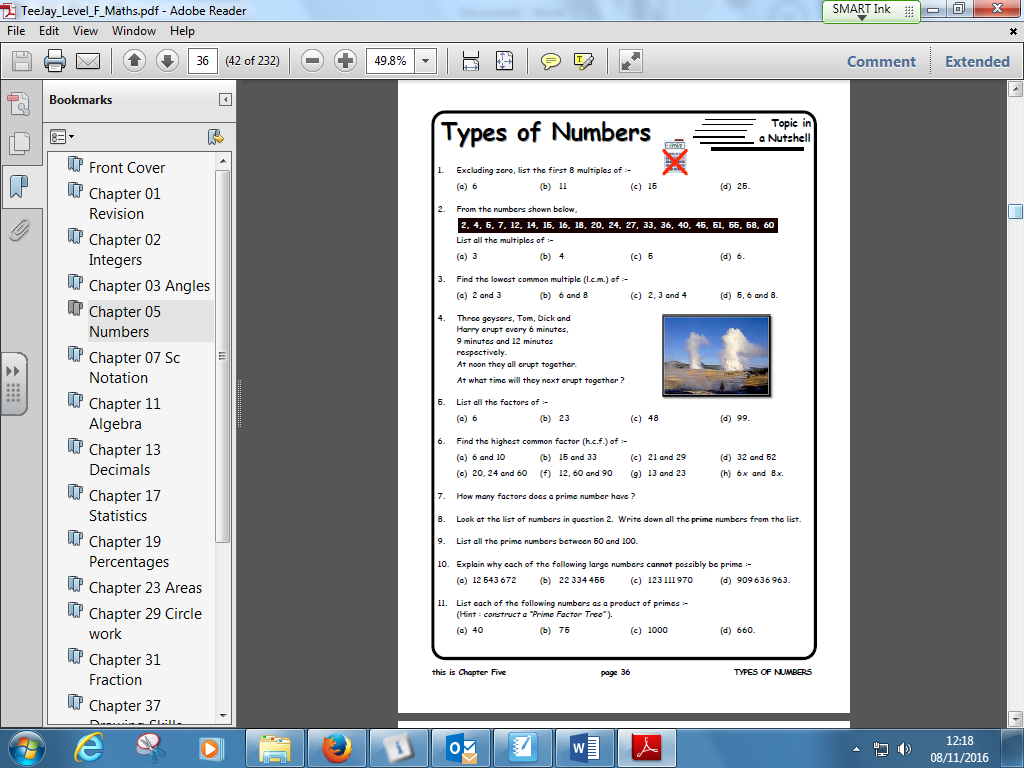 TeeJay_Level_F_Maths.pdf - Adobe Reader
SMART Ink
File Edit View Window Help
36 (42 of 232) 49.8% Comment Extended
Bookmarks
Front Cover
Chapter 01
Revision
Chapter 02
Integers
Chapter 03 Angles
Chapter 05
Numbers
Chapter 07 Sc
Notation
Chapter 11
Algebra
Chapter 13
Decimals
Chapter 17
Statistics
Chapter 19
Percentages
Chapter 23 Areas
Chapter 29 Circle
work
Chapter 31
Fraction
Chapter 37
Drawing Skills
Types of Numbers
Topic in
a Nutshell
1. Excluding zero, list the first 8 multiples of :-
(a) 6 (b) 11 (c) 15 (d) 25.
2. From the numbers shown below,
2, 4, 5, 7, 12, 14, 15, 16, 18, 20, 24, 27, 33, 36, 40, 45, 51, 55, 58, 60
List all the multiples of :-
(a) 3 (b) 4 (c) 5 (d) 6.
3. Find the lowest common multiple (l.c.m.) of :-
(a) 2 and 3 (b) 6 and 8 (c) 2, 3 and 4 (d) 5, 6 and 8.
4. Three geysers, Tom, Dick and
Harry erupt every 6 minutes,
9 minutes and 12 minutes
respectively.
At noon they all erupt together.
At what time will they next erupt together ?
5. List all the factors of :-
(a) 6 (b) 23 (c) 48 (d) 99.
6. Find the highest common factor (h.c.f.) of :-
(a) 6 and 10 (b) 15 and 33 (c) 21 and 29 (d) 32 and 52
(e) 20, 24 and 60 (f) 12, 60 and 90 (g) 13 and 23 (h) 6x and 8x.
7. How many factors does a prime number have ?
8. Look at the list of numbers in question 2. Write down all the prime numbers from the list.
9. List all the prime numbers between 50 and 100.
10. Explain why each of the following large numbers cannot possibly be prime :-
(a) 12 543 672 (b) 22 334 455 (c) 123 111 970 (d) 909 636 963.
11. List each of the following numbers as a product of primes :-
(Hint : construct a "Prime Factor Tree" ).
(a) 40 (b) 75 (c) 1000 (d) 660.
this is Chapter Five page 36 TYPES OF NUMBERS
12:18
08/11/2016